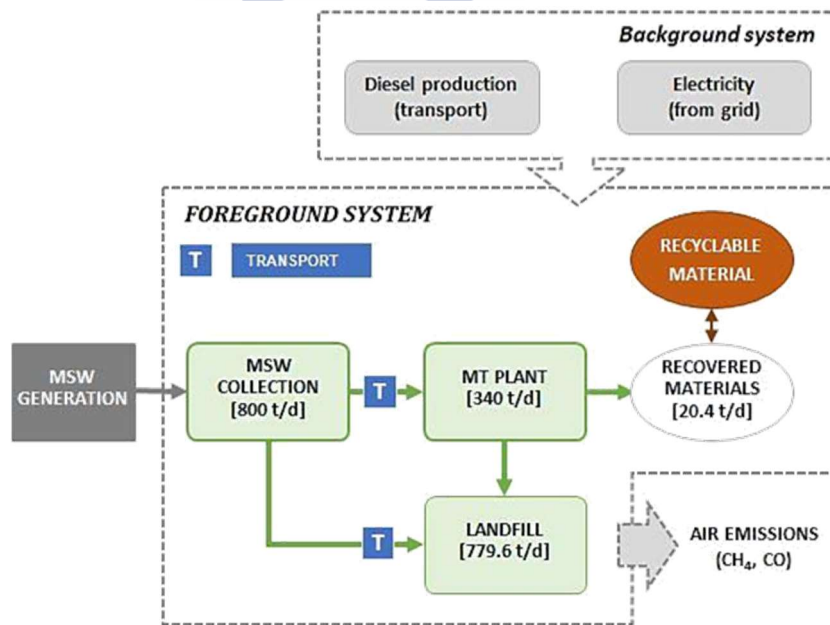 Background system
Diesel production
(transport)
Electricity
(from grid)
FOREGROUND SYSTEM
T
TRANSPORT
RECYCLABLE
MATERIAL
MSW
GENERATION
MSW
COLLECTION
[800 t/d]
T
MT PLANT
[340 t/d]
RECOVERED
MATERIALS
[20.4 t/d]
T
LANDFILL
[779.6 t/d]
AIR EMISSIONS
(CH₄, CO)